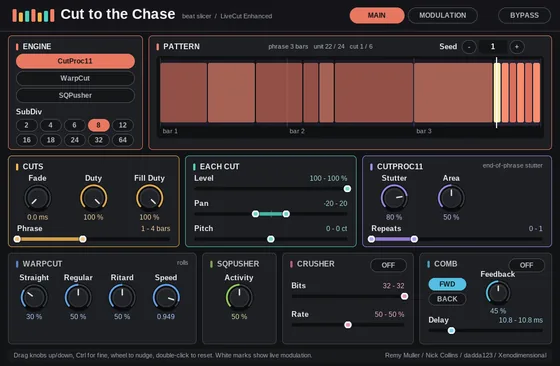 Cut to the Chase beat slicer / LiveCut Enhanced MAIN MODULATION BYPASS
ENGINE
CutProc11
WarpCut
SQPusher
SubDiv
2 4 6 8 12
16 18 24 32 64
PATTERN phrase 3 bars unit 22 / 24 cut 1 / 6 Seed - 1 +
bar 1 bar 2 bar 3
CUTS
Fade Duty Fill Duty
0.0 ms 100 % 100 %
Phrase 1 - 4 bars
EACH CUT
Level 100 - 100 %
Pan -20 - 20
Pitch 0 - 0 ct
CUTPROC11 end-of-phrase stutter
Stutter Area
80 % 50 %
Repeats 0 - 1
WARPCUT rolls
Straight Regular Ritard Speed
30 % 50 % 50 % 0.949
SQPUSHER
Activity
50 %
CRUSHER OFF
Bits 32 - 32
Rate 50 - 50 %
COMB OFF
FWD
BACK
Feedback
45 %
Delay 10.8 - 10.8 ms
Drag knobs up/down, Ctrl for fine, wheel to nudge, double-click to reset. White marks show live modulation. Remy Muller / Nick Collins / dadda123 / Xenodimensional